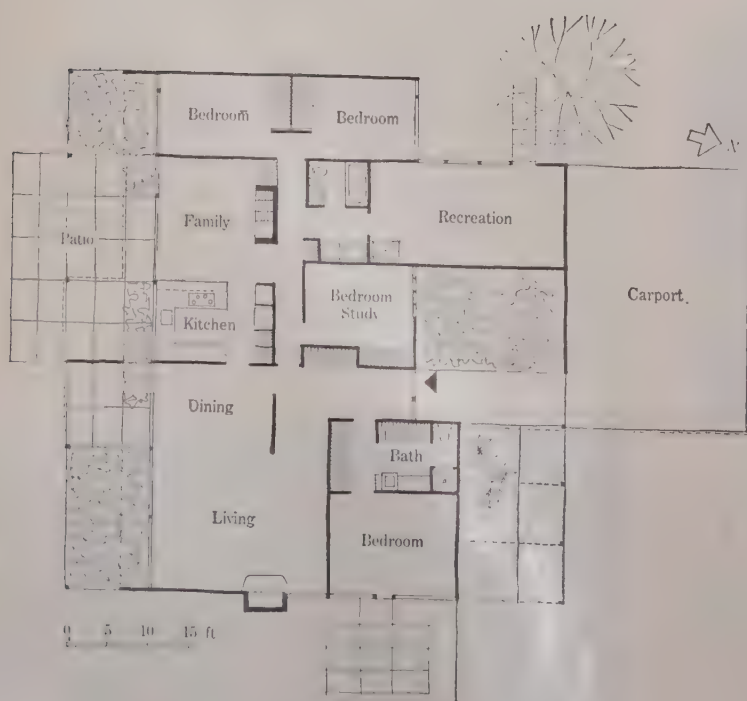 Bedroom
Bedroom
N
Family
Recreation
Patio
Bedroom
Study
Carport.
Kitchen
Dining
Bath
Living
Bedroom
0 5 10 15 ft